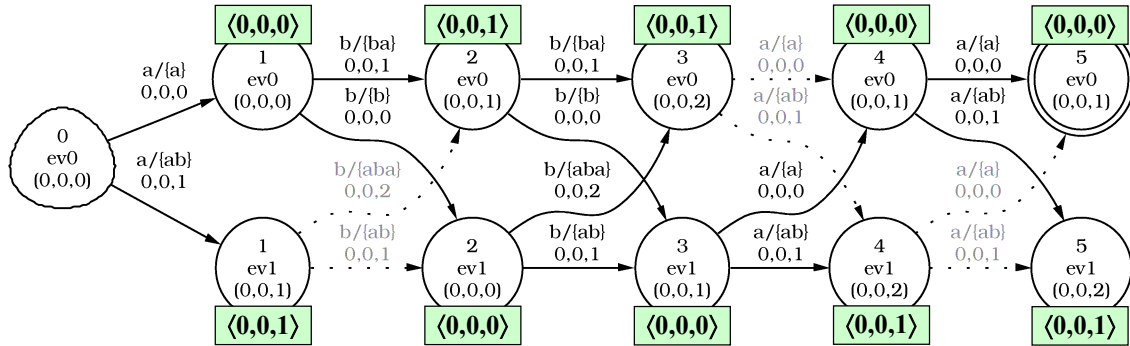 ⟨0,0,0⟩
⟨0,0,1⟩
⟨0,0,1⟩
⟨0,0,0⟩
⟨0,0,0⟩
0
ev0
(0,0,0)
a/{a}
0,0,0
a/{ab}
0,0,1
1
ev0
(0,0,0)
b/{ba}
0,0,1
b/{b}
0,0,0
2
ev0
(0,0,1)
b/{ba}
0,0,1
b/{b}
0,0,0
3
ev0
(0,0,2)
a/{a}
0,0,0
a/{ab}
0,0,1
4
ev0
(0,0,1)
a/{a}
0,0,0
a/{ab}
0,0,1
5
ev0
(0,0,1)
1
ev1
(0,0,1)
b/{aba}
0,0,2
b/{ab}
0,0,1
2
ev1
(0,0,0)
b/{aba}
0,0,2
b/{ab}
0,0,1
3
ev1
(0,0,1)
a/{a}
0,0,0
a/{ab}
0,0,1
4
ev1
(0,0,2)
a/{a}
0,0,0
a/{ab}
0,0,1
5
ev1
(0,0,2)
⟨0,0,1⟩
⟨0,0,0⟩
⟨0,0,0⟩
⟨0,0,1⟩
⟨0,0,1⟩